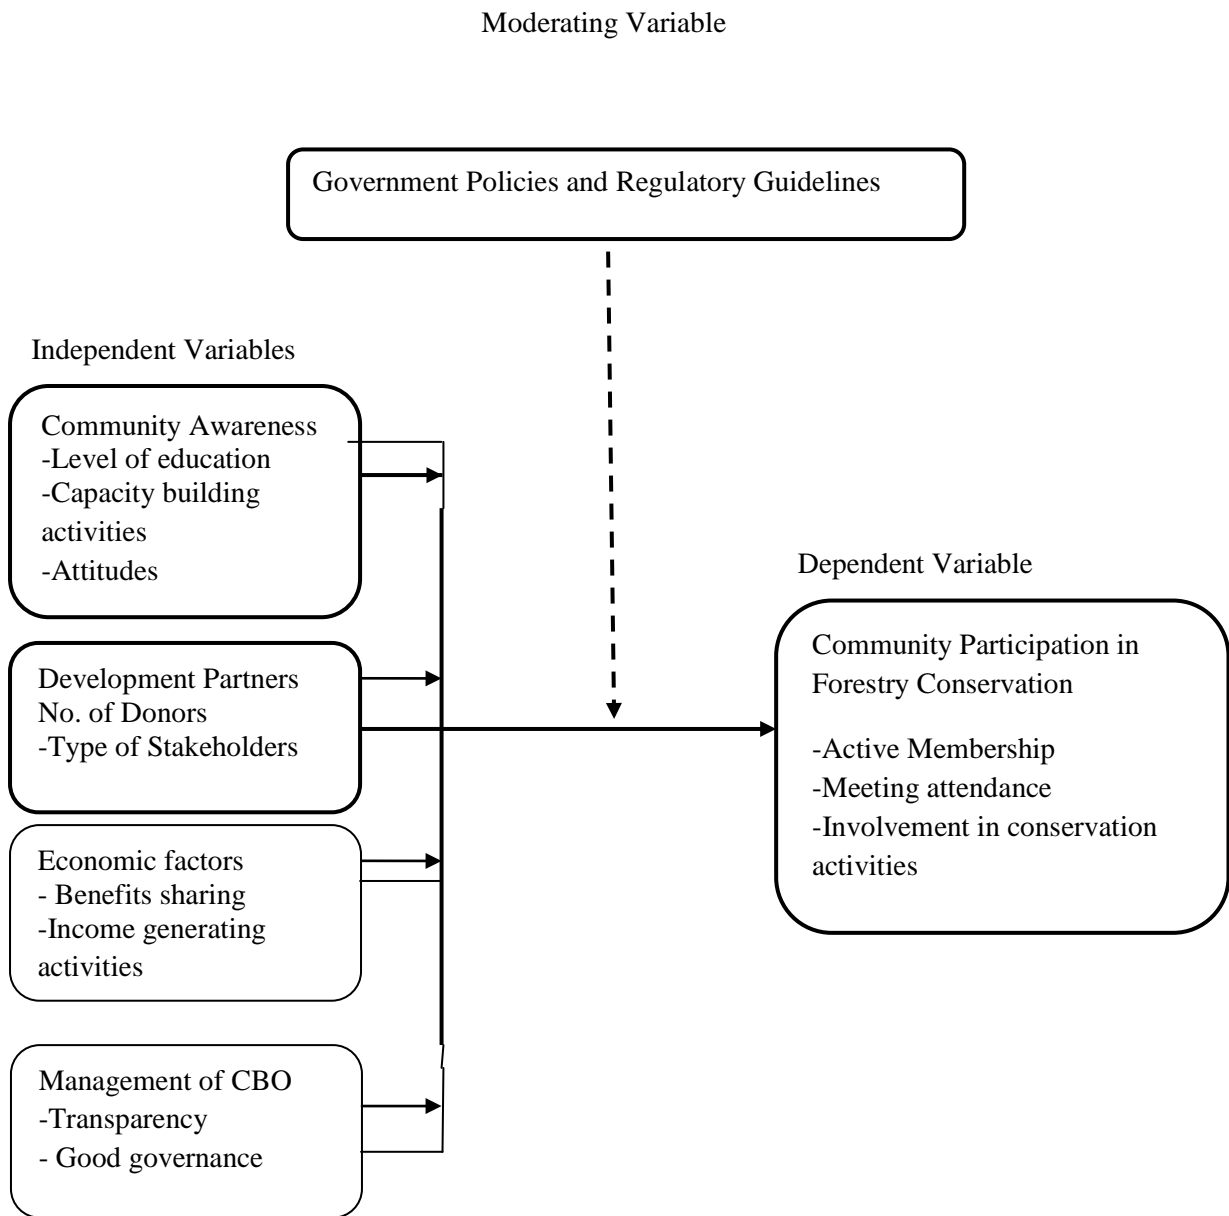 Moderating Variable
Government Policies and Regulatory Guidelines
Independent Variables
Community Awareness
-Level of education
-Capacity building
activities
-Attitudes
Development Partners
No. of Donors
-Type of Stakeholders
Economic factors
- Benefits sharing
-Income generating
activities
Management of CBO
-Transparency
- Good governance
Dependent Variable
Community Participation in
Forestry Conservation
-Active Membership
-Meeting attendance
-Involvement in conservation
activities